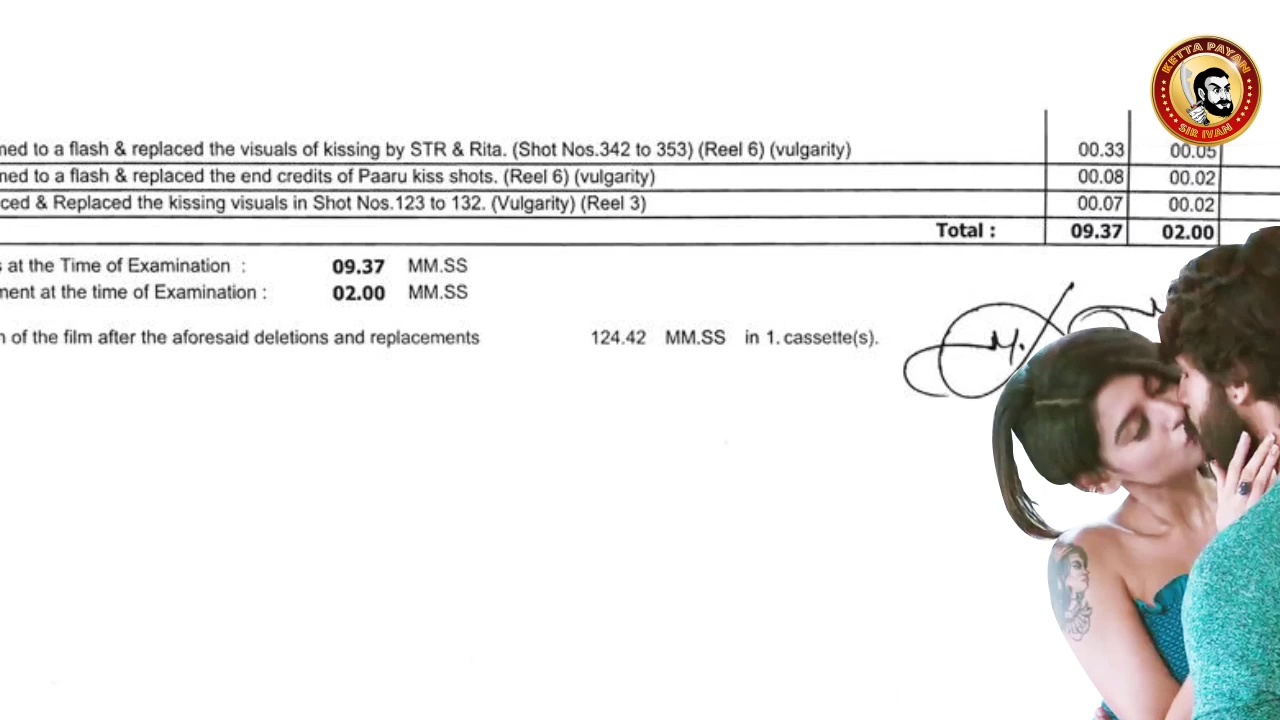 KETTA PAYAN
SIR IVAN
med to a flash & replaced the visuals of kissing by STR & Rita. (Shot Nos.342 to 353) (Reel 6) (vulgarity) 00.33 00.05
med to a flash & replaced the end credits of Paaru kiss shots. (Reel 6) (vulgarity) 00.08 00.02
ced & Replaced the kissing visuals in Shot Nos.123 to 132. (Vulgarity) (Reel 3) 00.07 00.02
Total : 09.37 02.00
s at the Time of Examination : 09.37 MM.SS
ment at the time of Examination : 02.00 MM.SS
n of the film after the aforesaid deletions and replacements 124.42 MM.SS in 1. cassette(s).